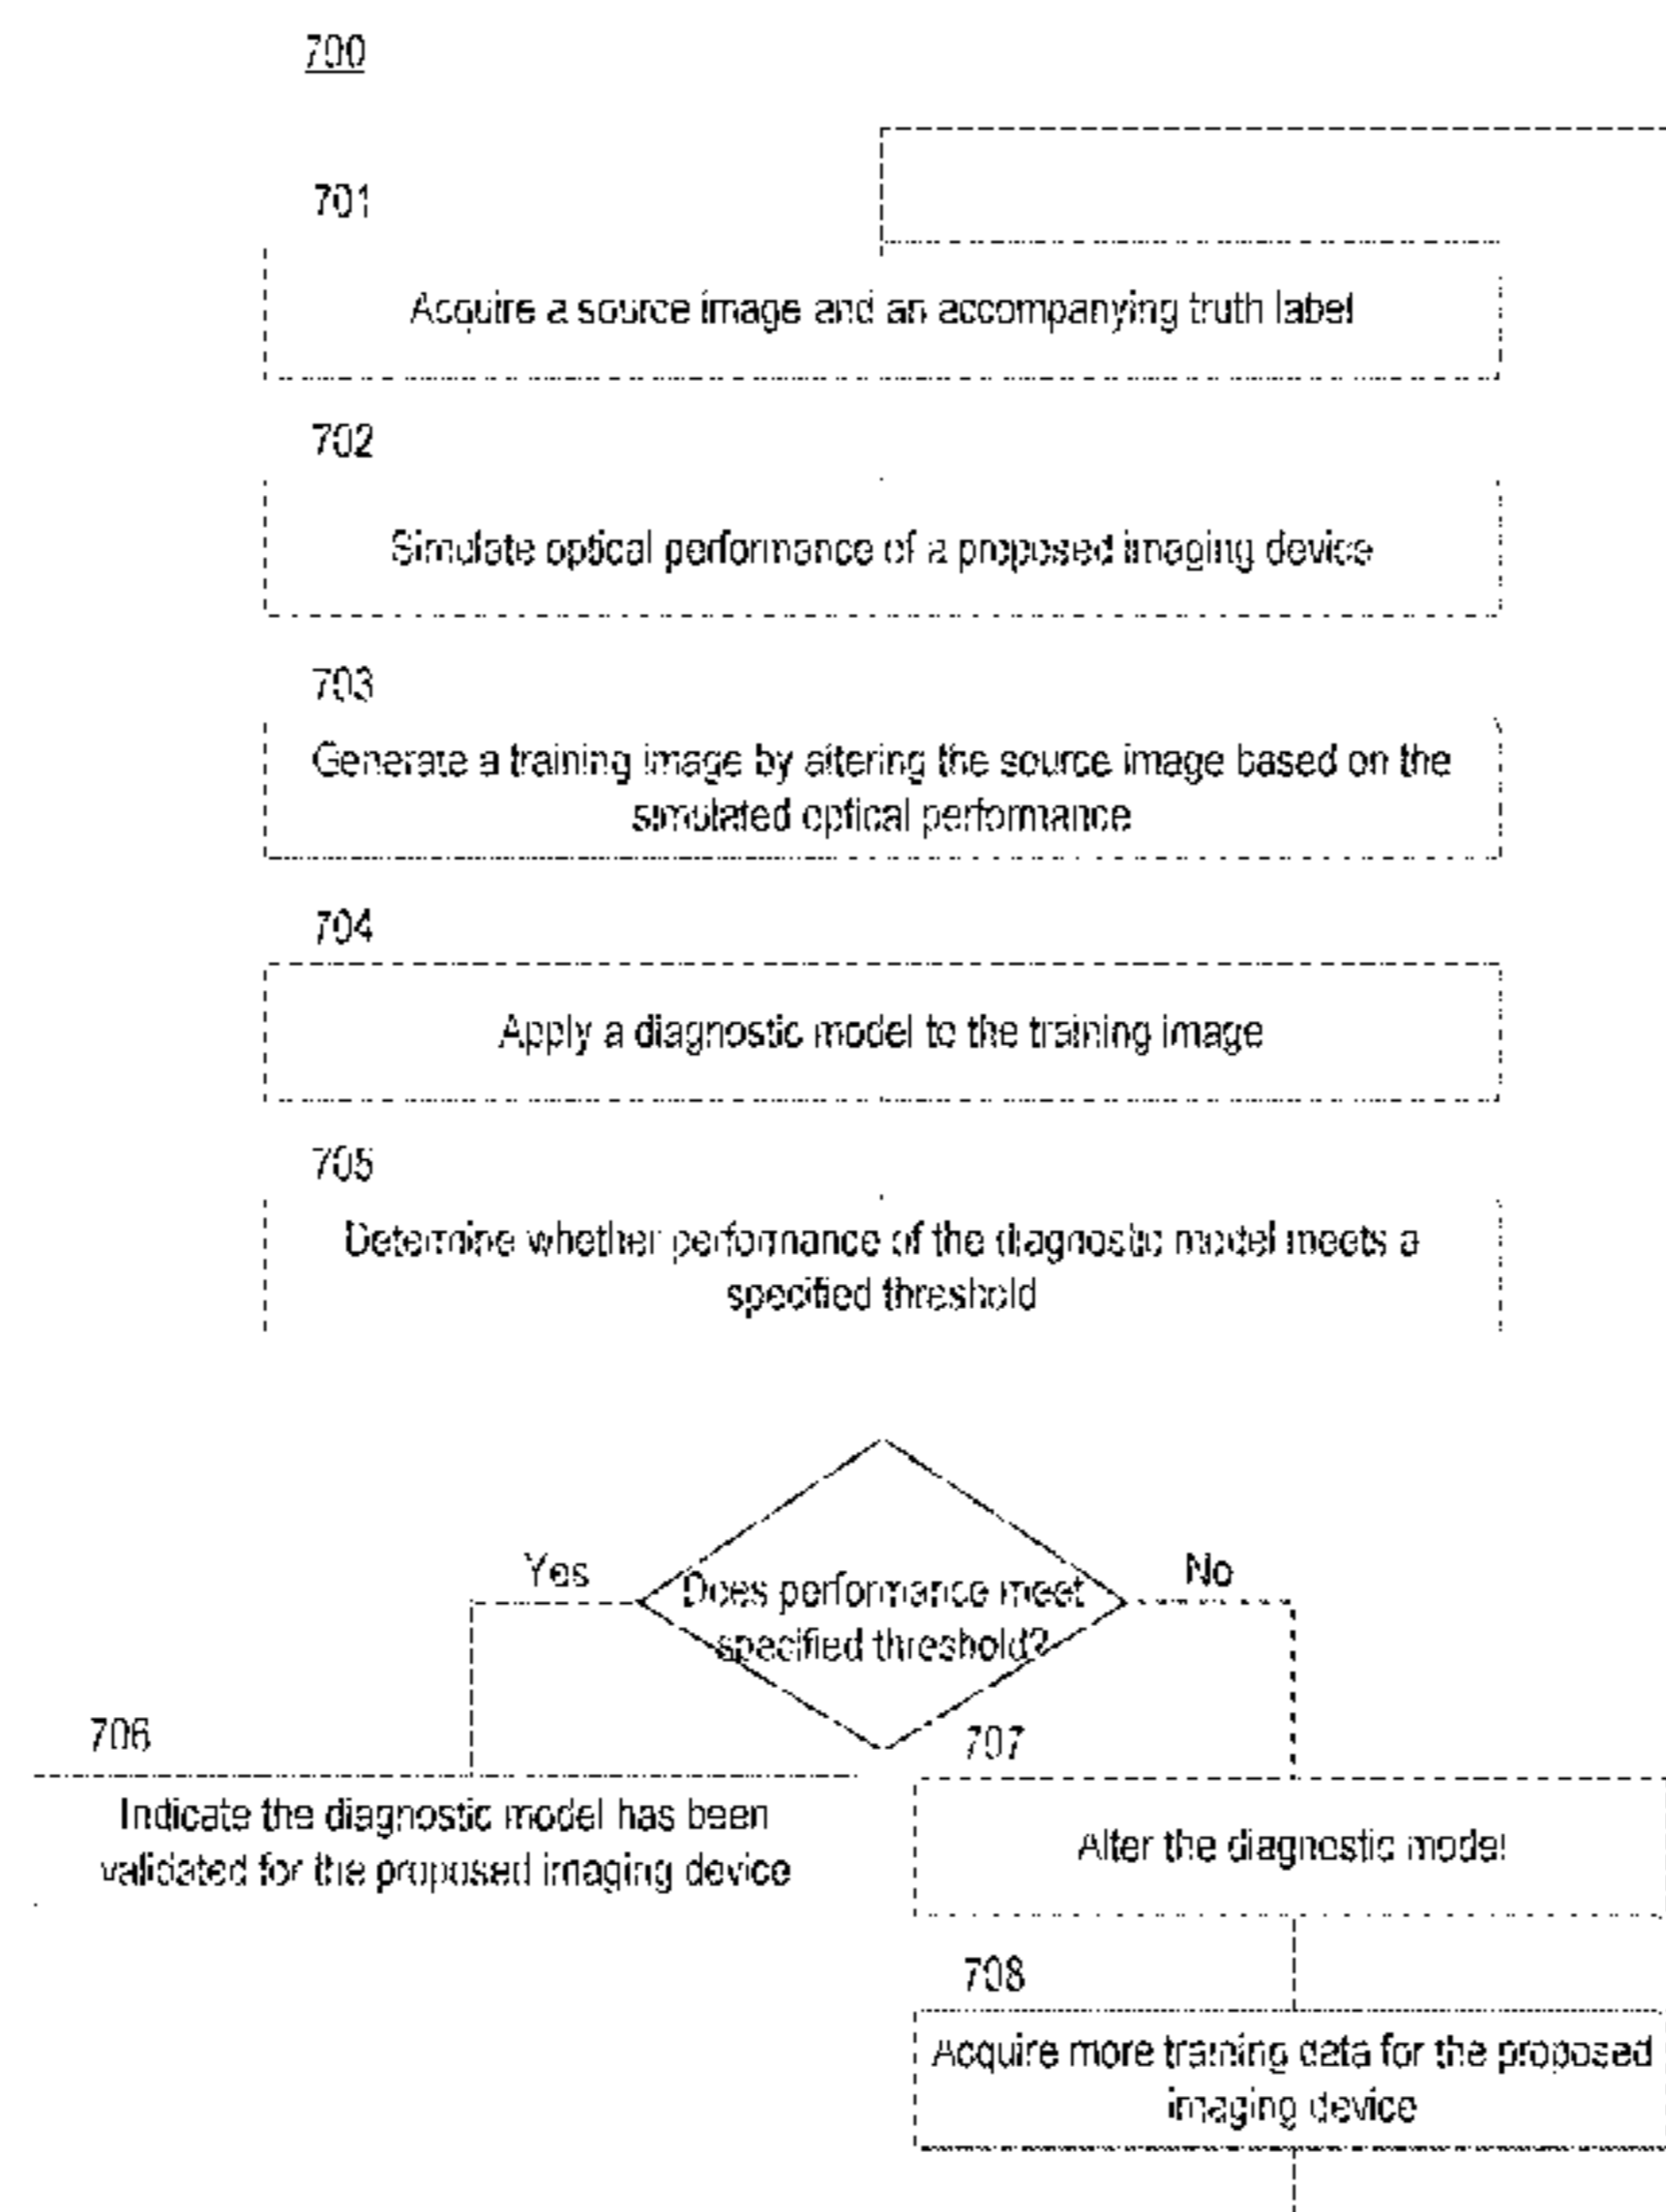 700
701
Acquire a source image and an accompanying truth label
702
Simulate optical performance of a proposed imaging device
703
Generate a training image by altering the source image based on the
simulated optical performance
704
Apply a diagnostic model to the training image
705
Determine whether performance of the diagnostic model meets a
specified threshold
Yes
Does performance meet
specified threshold?
No
706
Indicate the diagnostic model has been
validated for the proposed imaging device
707
Alter the diagnostic model
708
Acquire more training data for the proposed
imaging device